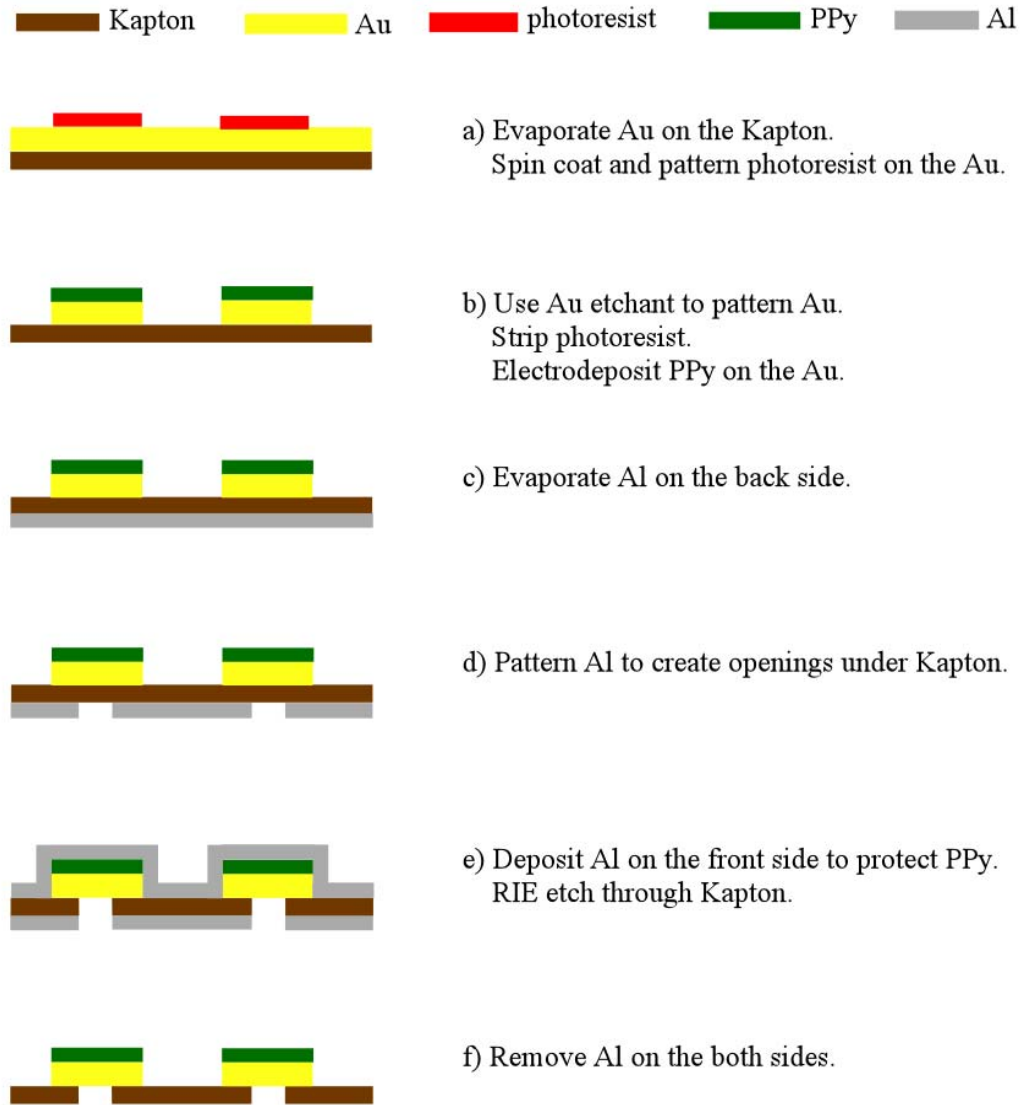 Kapton Au photoresist PPy Al
a) Evaporate Au on the Kapton.
Spin coat and pattern photoresist on the Au.
b) Use Au etchant to pattern Au.
Strip photoresist.
Electrodeposit PPy on the Au.
c) Evaporate Al on the back side.
d) Pattern Al to create openings under Kapton.
e) Deposit Al on the front side to protect PPy.
RIE etch through Kapton.
f) Remove Al on the both sides.